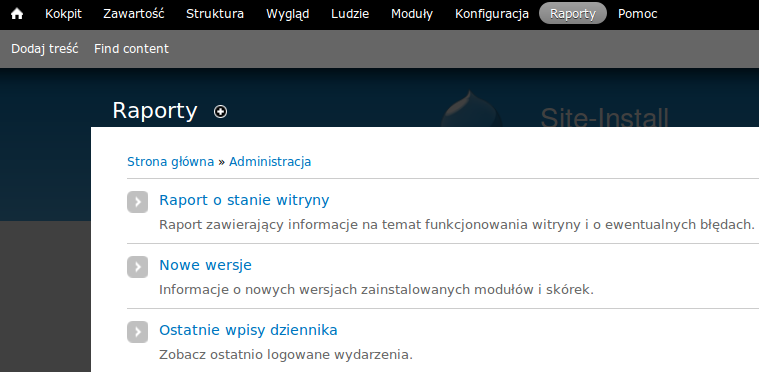 Kokpit Zawartość Struktura Wygląd Ludzie Moduły Konfiguracja Raporty Pomoc
Dodaj treść Find content
Raporty
Site-Install
Strona główna » Administracja
Raport o stanie witryny
Raport zawierający informacje na temat funkcjonowania witryny i o ewentualnych błędach.
Nowe wersje
Informacje o nowych wersjach zainstalowanych modułów i skórek.
Ostatnie wpisy dziennika
Zobacz ostatnio logowane wydarzenia.